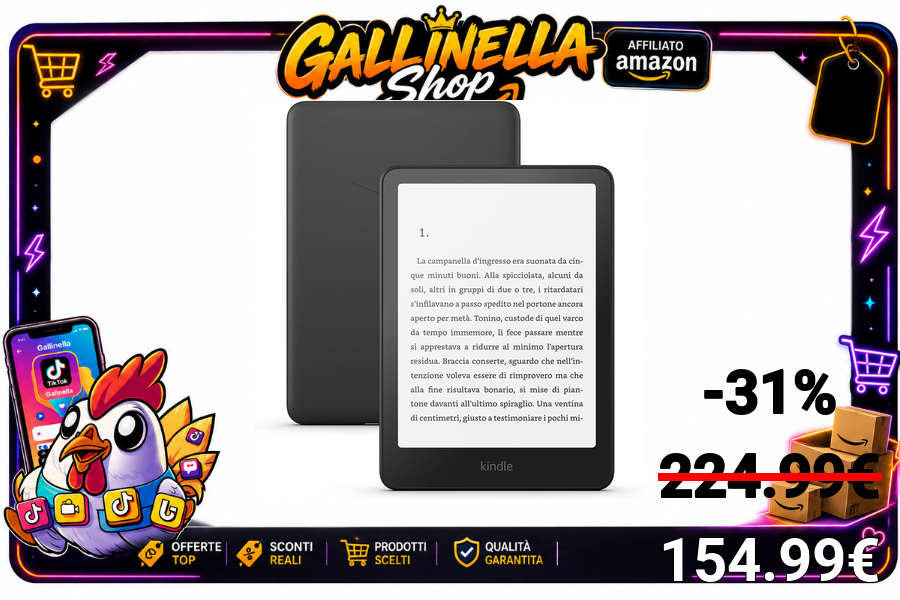 GALLINELLA
Shop
AFFILIATO
amazon
1.
La campanella d'ingresso era suonata da cin-
que minuti buoni. Alla spicciolata, alcuni da
soli, altri in gruppi di due o tre, i ritardatari
s'infilavano a passo spedito nel portone ancora
aperto per metà. Tonino, custode di quel varco
da tempo immemore, li fece passare mentre
si apprestava a ridurre al minimo l'apertura
residua. Braccia conserte, sguardo che nell'in-
tenzione voleva essere di rimprovero ma che
alla fine risultava bonario, si mise di pian-
tone davanti all'ultimo spiraglio. Una ventina
di centimetri, giusto a testimoniare i pochi mi-
kindle
Gallinella
TikTok
Gallinella
-31%
224.99€
154.99€
OFFERTE
TOP
SCONTI
REALI
PRODOTTI
SCELTI
QUALITÀ
GARANTITA